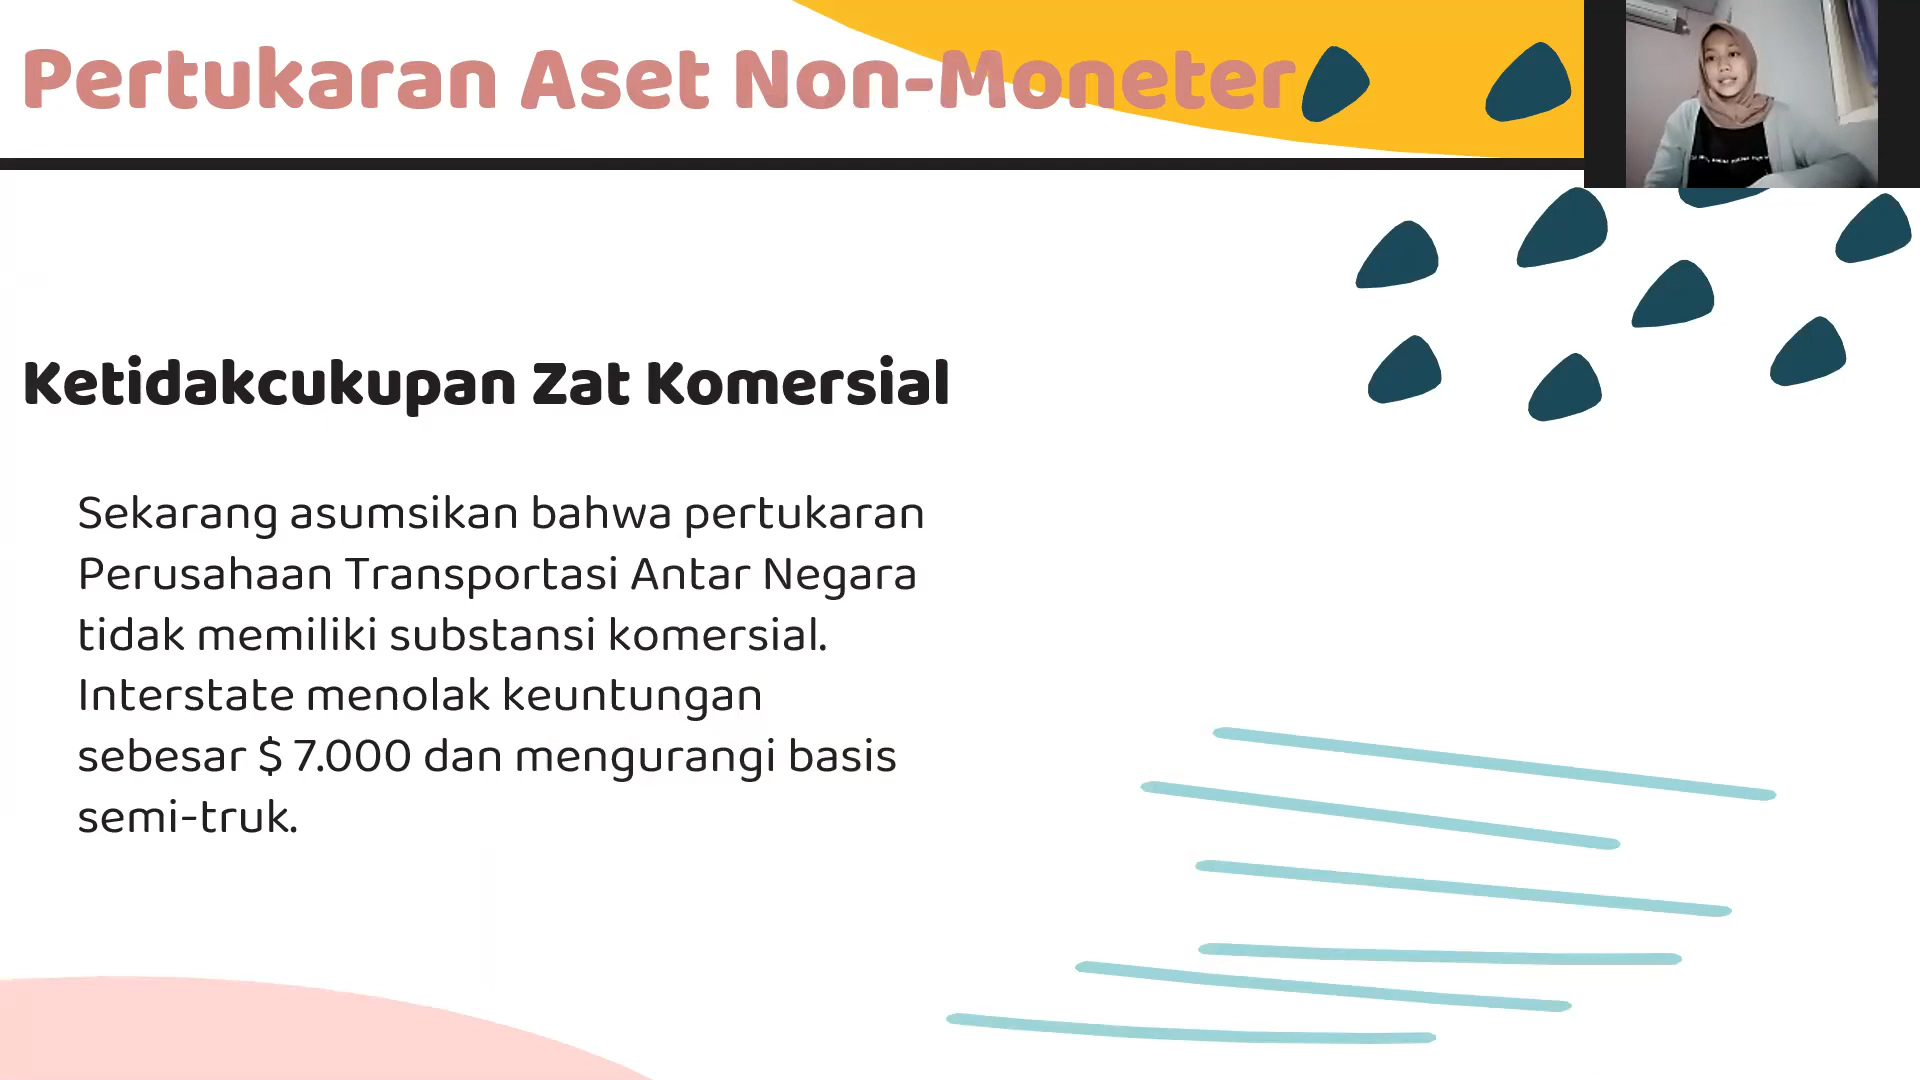 Pertukaran Aset Non-Moneter
Ketidakcukupan Zat Komersial
Sekarang asumsikan bahwa pertukaran
Perusahaan Transportasi Antar Negara
tidak memiliki substansi komersial.
Interstate menolak keuntungan
sebesar $ 7.000 dan mengurangi basis
semi-truk.